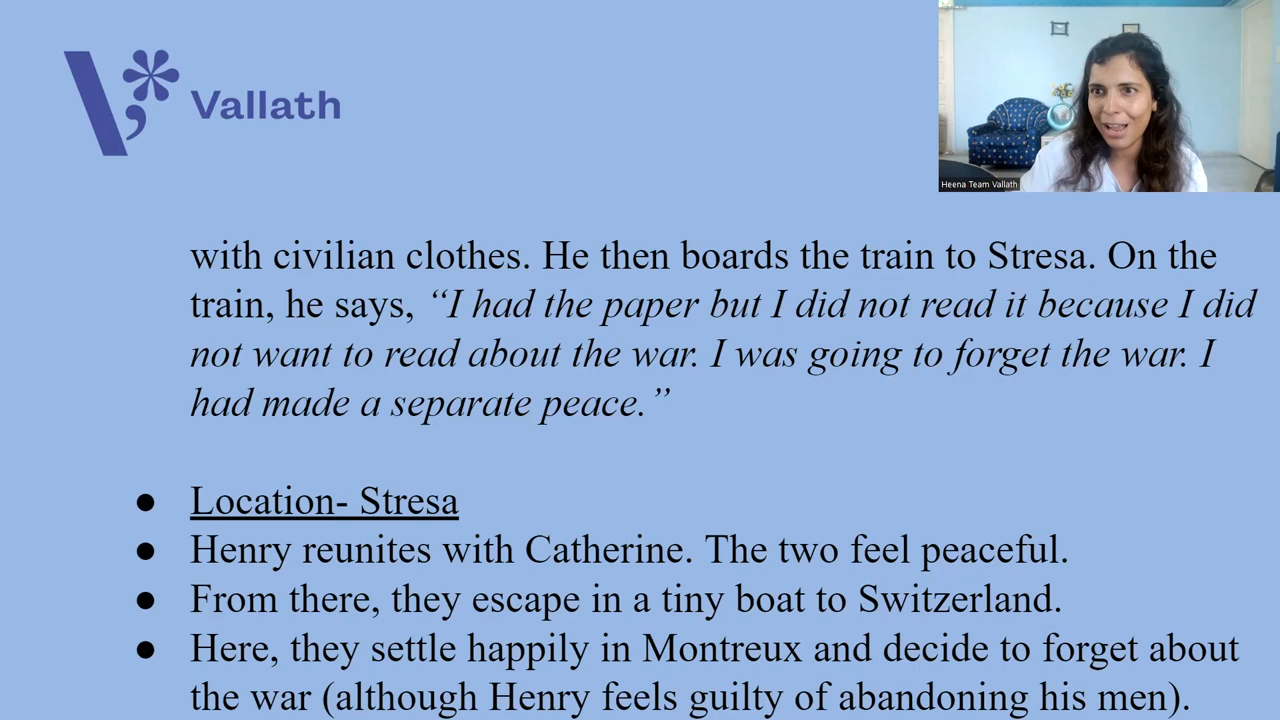 Vallath
Heena Team Vallath
with civilian clothes. He then boards the train to Stresa. On the
train, he says, “I had the paper but I did not read it because I did
not want to read about the war. I was going to forget the war. I
had made a separate peace.”
● Location- Stresa
● Henry reunites with Catherine. The two feel peaceful.
● From there, they escape in a tiny boat to Switzerland.
● Here, they settle happily in Montreux and decide to forget about
the war (although Henry feels guilty of abandoning his men).